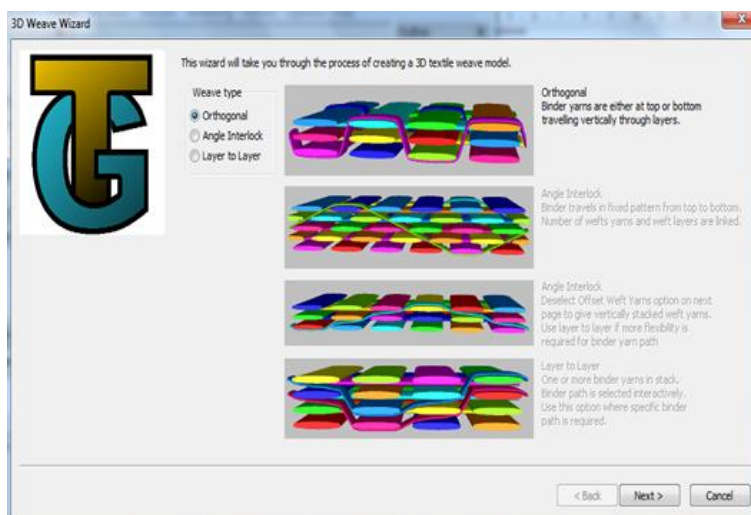 3D Weave Wizard
This wizard will take you through the process of creating a 3D textile weave model.
Weave type
Orthogonal
Angle Interlock
Layer to Layer
Orthogonal
Binder yarns are either at top or bottom
travelling vertically through layers.
Angle Interlock
Binder travels in fixed pattern from top to bottom.
Number of wefts yarns and weft layers are linked.
Angle Interlock
Deselect Offset Weft Yarns option on next
page to give vertically stacked weft yarns.
Use layer to layer if more flexibility is
required for binder yarn path
Layer to Layer
One or more binder yarns in stack.
Binder path is selected interactively.
Use this option where specific binder
path is required.
< Back
Next >
Cancel